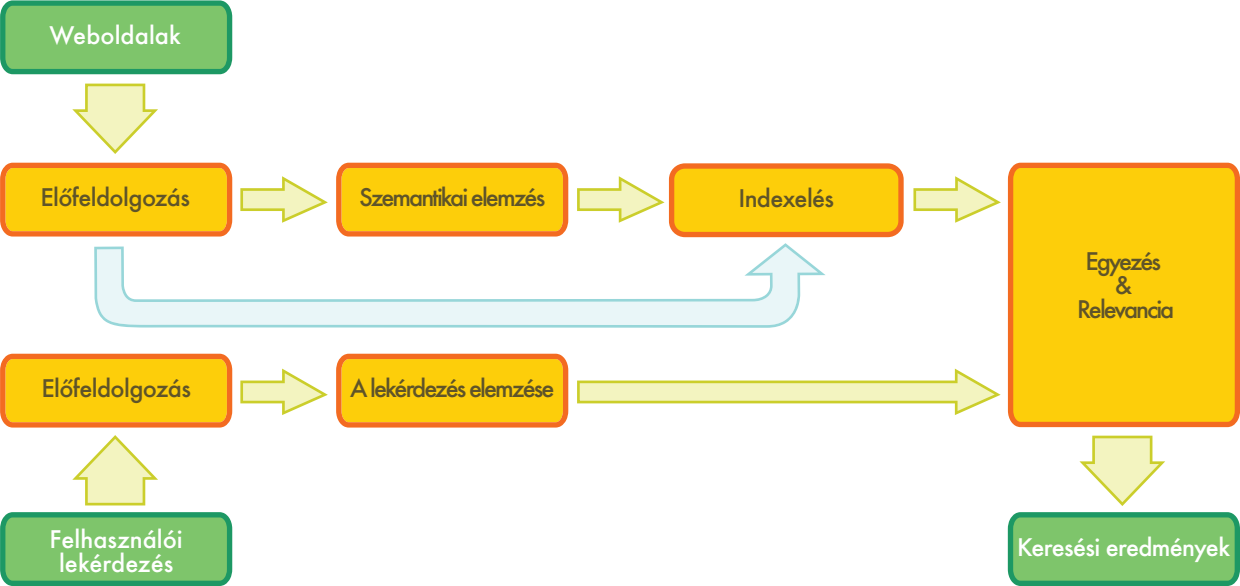 Weboldalak
Előfeldolgozás
Szemantikai elemzés
Indexelés
Egyezés
&
Relevancia
Előfeldolgozás
A lekérdezés elemzése
Felhasználói
lekérdezés
Keresési eredmények